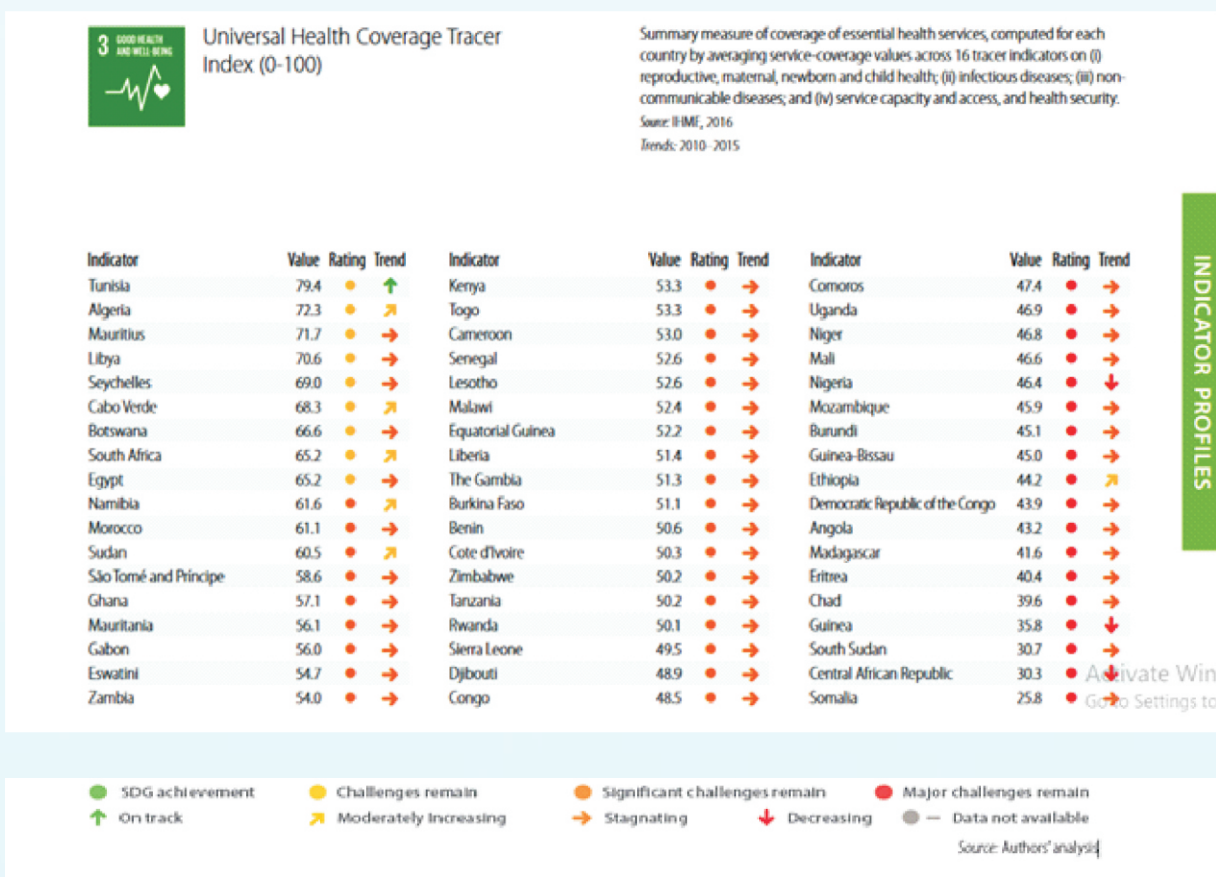 3 GOOD HEALTH
AND WELL-BEING
Universal Health Coverage Tracer
Index (0-100)
Summary measure of coverage of essential health services, computed for each
country by averaging service-coverage values across 16 tracer indicators on (i)
reproductive, maternal, newborn and child health; (ii) infectious diseases; (iii) non-
communicable diseases; and (iv) service capacity and access, and health security.
Source: IHME, 2016
Trends: 2010-2015
INDICATOR PROFILES
Indicator Value Rating Trend Indicator Value Rating Trend Indicator Value Rating Trend
Tunisia 79.4 Kenya 53.3 Comoros 47.4
Algeria 72.3 Togo 53.3 Uganda 46.9
Mauritius 71.7 Cameroon 53.0 Niger 46.8
Libya 70.6 Senegal 52.6 Mali 46.6
Seychelles 69.0 Lesotho 52.6 Nigeria 46.4
Cabo Verde 68.3 Malawi 52.4 Mozambique 45.9
Botswana 66.6 Equatorial Guinea 52.2 Burundi 45.1
South Africa 65.2 Liberia 51.4 Guinea-Bissau 45.0
Egypt 65.2 The Gambia 51.3 Ethiopia 44.2
Namibia 61.6 Burkina Faso 51.1 Democratic Republic of the Congo 43.9
Morocco 61.1 Benin 50.6 Angola 43.2
Sudan 60.5 Cote d'Ivoire 50.3 Madagascar 41.6
São Tomé and Príncipe 58.6 Zimbabwe 50.2 Eritrea 40.4
Ghana 57.1 Tanzania 50.2 Chad 39.6
Mauritania 56.1 Rwanda 50.1 Guinea 35.8
Gabon 56.0 Sierra Leone 49.5 South Sudan 30.7
Eswatini 54.7 Djibouti 48.9 Central African Republic 30.3
Zambia 54.0 Congo 48.5 Somalia 25.8
Activate Win
Go to Settings to
SDG achievement Challenges remain Significant challenges remain Major challenges remain
On track Moderately Increasing Stagnating Decreasing — Data not available
Source: Authors' analysis